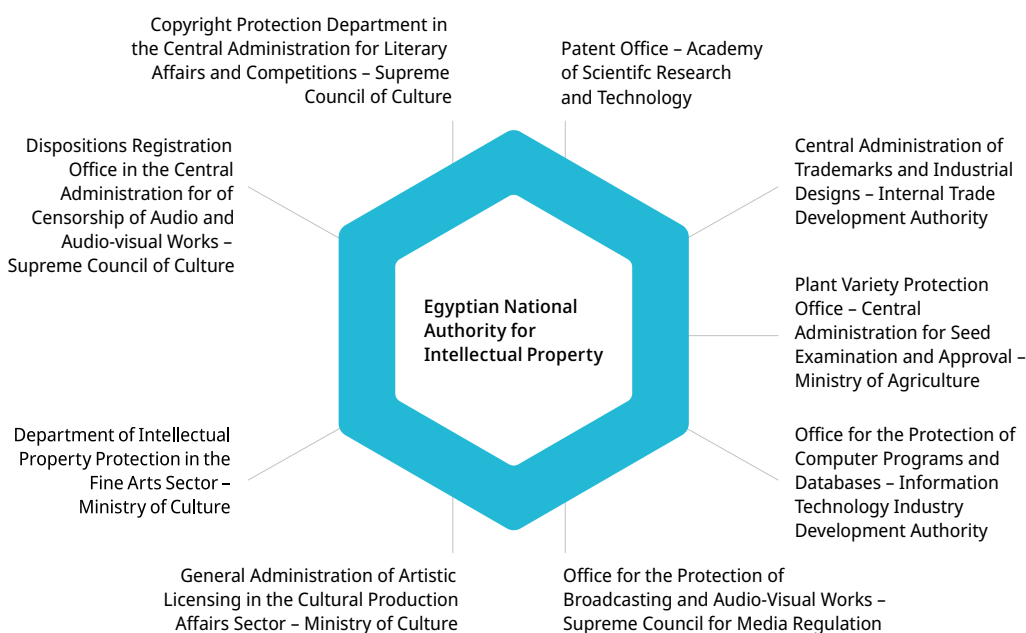 Copyright Protection Department in
the Central Administration for Literary
Affairs and Competitions – Supreme
Council of Culture
Patent Office – Academy
of Scientifc Research
and Technology
Dispositions Registration
Office in the Central
Administration for of
Censorship of Audio and
Audio-visual Works –
Supreme Council of Culture
Central Administration of
Trademarks and Industrial
Designs – Internal Trade
Development Authority
Egyptian National
Authority for
Intellectual Property
Plant Variety Protection
Office – Central
Administration for Seed
Examination and Approval –
Ministry of Agriculture
Department of Intellectual
Property Protection in the
Fine Arts Sector –
Ministry of Culture
Office for the Protection of
Computer Programs and
Databases – Information
Technology Industry
Development Authority
General Administration of Artistic
Licensing in the Cultural Production
Affairs Sector – Ministry of Culture
Office for the Protection of
Broadcasting and Audio-Visual Works –
Supreme Council for Media Regulation